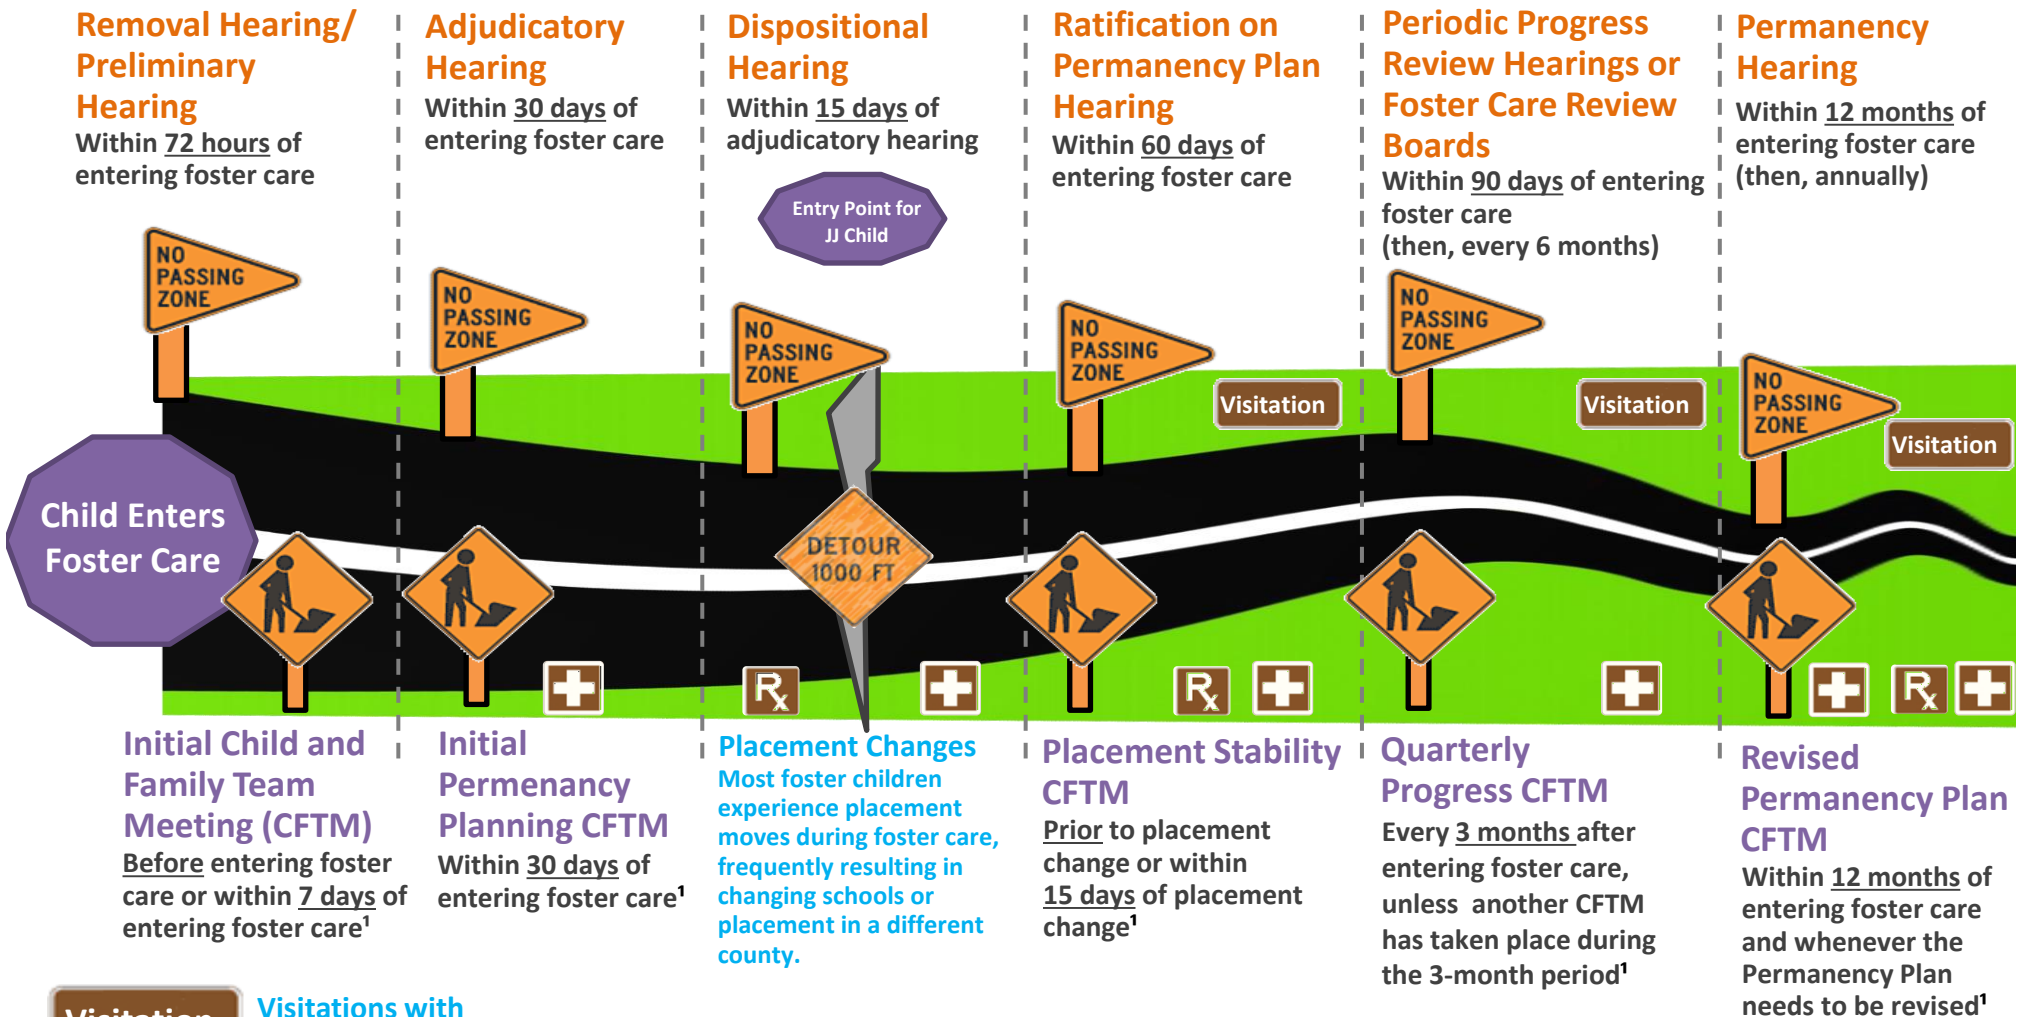 Removal Hearing/
Preliminary
Hearing
Within 72 hours of
entering foster care
Adjudicatory
Hearing
Within 30 days of
entering foster care
Dispositional
Hearing
Within 15 days of
adjudicatory hearing
Entry Point for
JJ Child
Ratification on
Permanency Plan
Hearing
Within 60 days of
entering foster care
Periodic Progress
Review Hearings or
Foster Care Review
Boards
Within 90 days of entering
foster care
(then, every 6 months)
Permanency
Hearing
Within 12 months of
entering foster care
(then, annually)
NO
PASSING
ZONE
NO
PASSING
ZONE
NO
PASSING
ZONE
NO
PASSING
ZONE
NO
PASSING
ZONE
NO
PASSING
ZONE
Visitation
Visitation
Visitation
Child Enters
Foster Care
DETOUR
1000 FT
Rx
Rx
Rx
Initial Child and
Family Team
Meeting (CFTM)
Before entering foster
care or within 7 days of
entering foster care¹
Initial
Permenancy
Planning CFTM
Within 30 days of
entering foster care¹
Placement Changes
Most foster children
experience placement
moves during foster care,
frequently resulting in
changing schools or
placement in a different
county.
Placement Stability
CFTM
Prior to placement
change or within
15 days of placement
change¹
Quarterly
Progress CFTM
Every 3 months after
entering foster care,
unless another CFTM
has taken place during
the 3-month period¹
Revised
Permanency Plan
CFTM
Within 12 months of
entering foster care
and whenever the
Permanency Plan
needs to be revised¹
Visitation
Visitations with